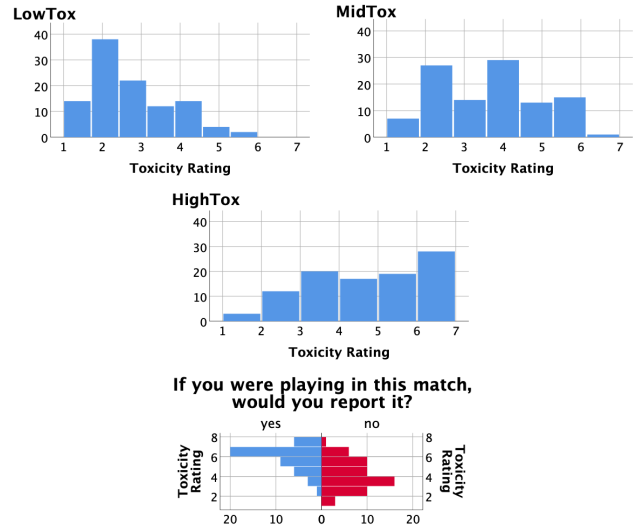 LowTox
40
30
20
10
0
1 2 3 4 5 6 7
Toxicity Rating
MidTox
40
30
20
10
0
1 2 3 4 5 6 7
Toxicity Rating
HighTox
40
30
20
10
0
1 2 3 4 5 6 7
Toxicity Rating
If you were playing in this match,
would you report it?
yes no
Toxicity
Rating
8
6
4
2
8
6
4
2
Toxicity
Rating
20 10 0 10 20